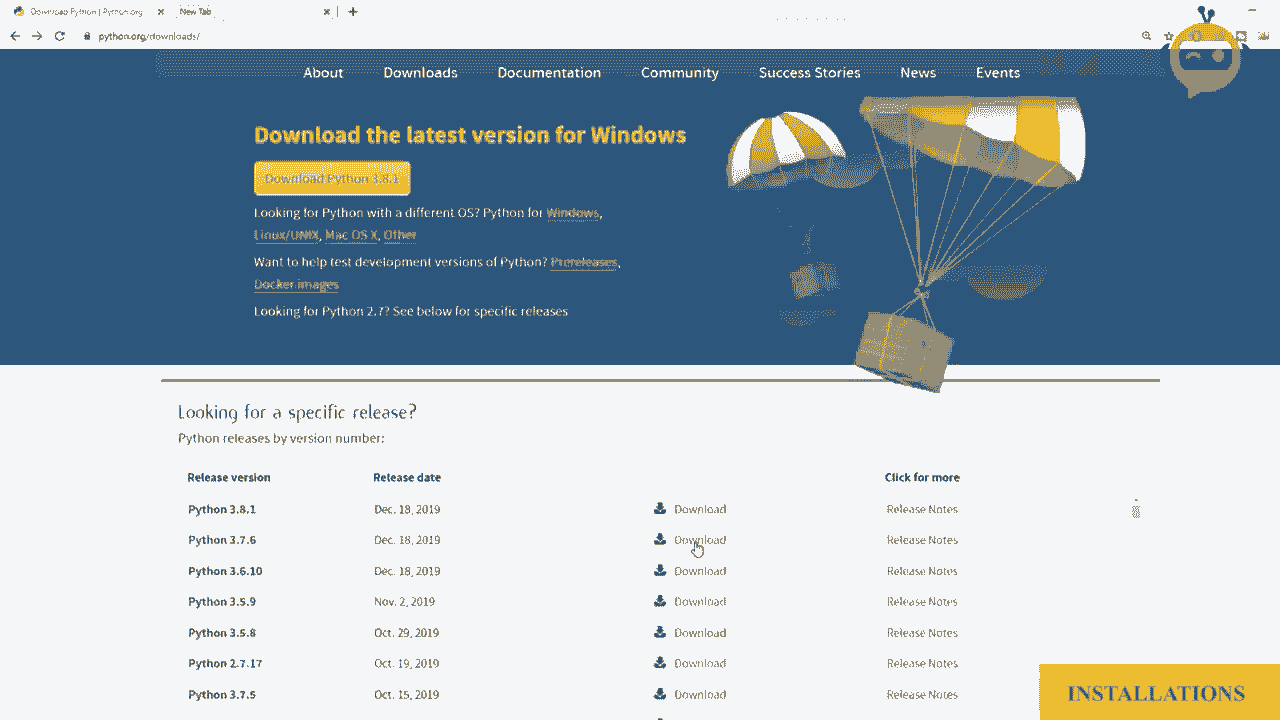 Download Python | Python.org
New Tab
python.org/downloads/
About Downloads Documentation Community Success Stories News Events
Download the latest version for Windows
Download Python 3.8.1
Looking for Python with a different OS? Python for Windows,
Linux/UNIX, Mac OS X, Other
Want to help test development versions of Python? Prereleases,
Docker images
Looking for Python 2.7? See below for specific releases
Looking for a specific release?
Python releases by version number:
Release version Release date Click for more
Python 3.8.1 Dec. 18, 2019 Download Release Notes
Python 3.7.6 Dec. 18, 2019 Download Release Notes
Python 3.6.10 Dec. 18, 2019 Download Release Notes
Python 3.5.9 Nov. 2, 2019 Download Release Notes
Python 3.5.8 Oct. 29, 2019 Download Release Notes
Python 2.7.17 Oct. 19, 2019 Download Release Notes
Python 3.7.5 Oct. 15, 2019 Download Release Notes
INSTALLATIONS